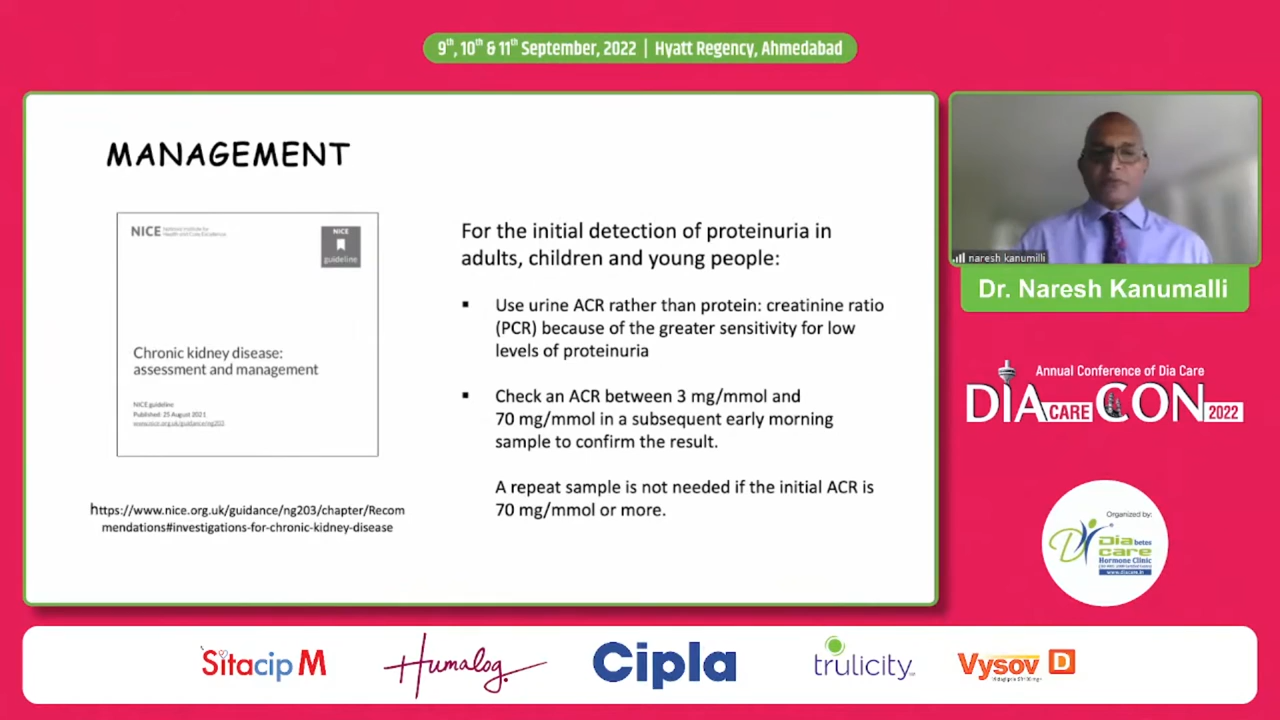 9th, 10th & 11th September, 2022 | Hyatt Regency, Ahmedabad
MANAGEMENT
NICE National Institute for
Health and Care Excellence
NICE
guideline
Chronic kidney disease:
assessment and management
NICE guideline
Published: 25 August 2021
www.nice.org.uk/guidance/ng203
https://www.nice.org.uk/guidance/ng203/chapter/Recom
mendations#investigations-for-chronic-kidney-disease
For the initial detection of proteinuria in
adults, children and young people:
▪ Use urine ACR rather than protein: creatinine ratio
(PCR) because of the greater sensitivity for low
levels of proteinuria
▪ Check an ACR between 3 mg/mmol and
70 mg/mmol in a subsequent early morning
sample to confirm the result.
A repeat sample is not needed if the initial ACR is
70 mg/mmol or more.
naresh kanumilli
Dr. Naresh Kanumalli
Annual Conference of Dia Care
DIA CARE CON 2022
Organized by:
Diabetes
care
Hormone Clinic
www.diacare.in
Sitacip M
Humalog
Cipla
trulicity
Vysov D